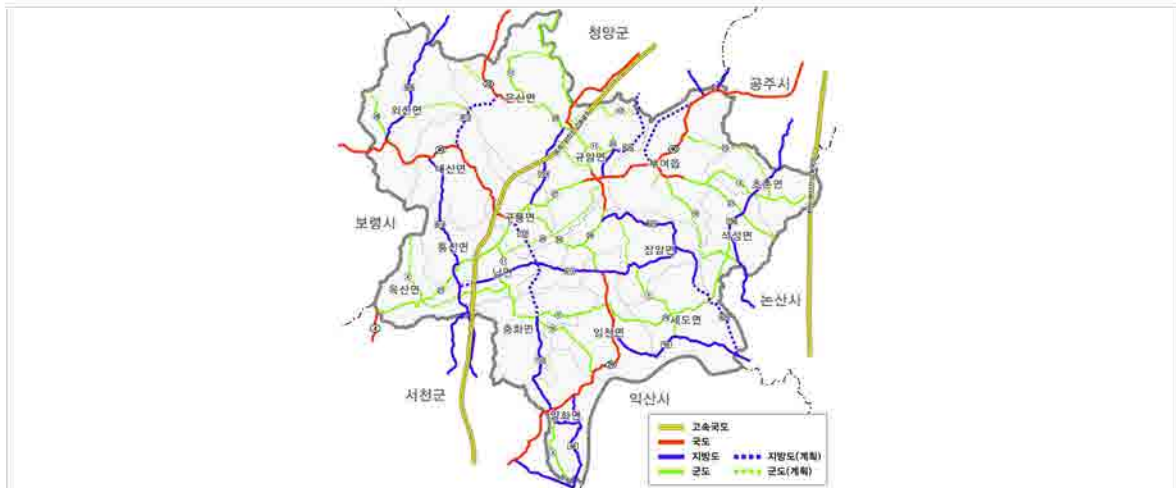 청양군
공주시
은산면
외산면
규암면
부여읍
내산면
초촌면
보령시
구룡면
석성면
홍산면
장암면
남면
옥산면
논산시
충화면
임천면
세도면
서천군
익산시
양화면
고속국도
국도
지방도
지방도(계획)
군도
군도(계획)